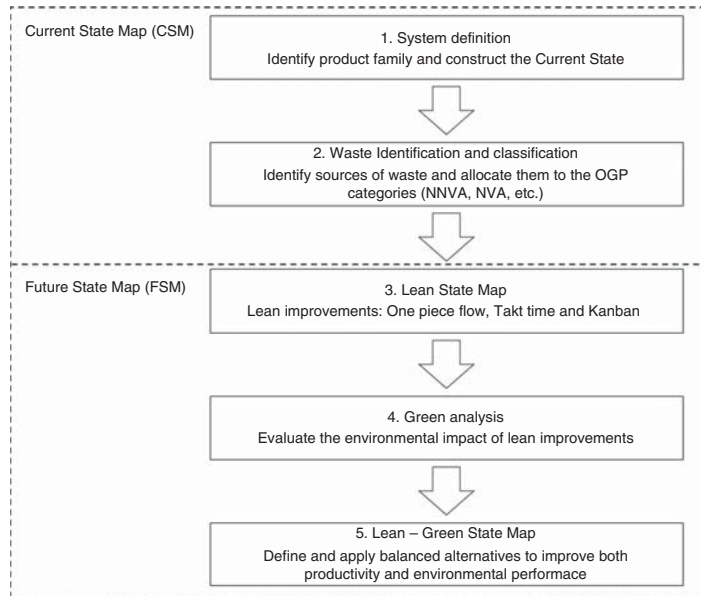 Current State Map (CSM)
1. System definition
Identify product family and construct the Current State
2. Waste Identification and classification
Identify sources of waste and allocate them to the OGP
categories (NNVA, NVA, etc.)
Future State Map (FSM)
3. Lean State Map
Lean improvements: One piece flow, Takt time and Kanban
4. Green analysis
Evaluate the environmental impact of lean improvements
5. Lean – Green State Map
Define and apply balanced alternatives to improve both
productivity and environmental performace